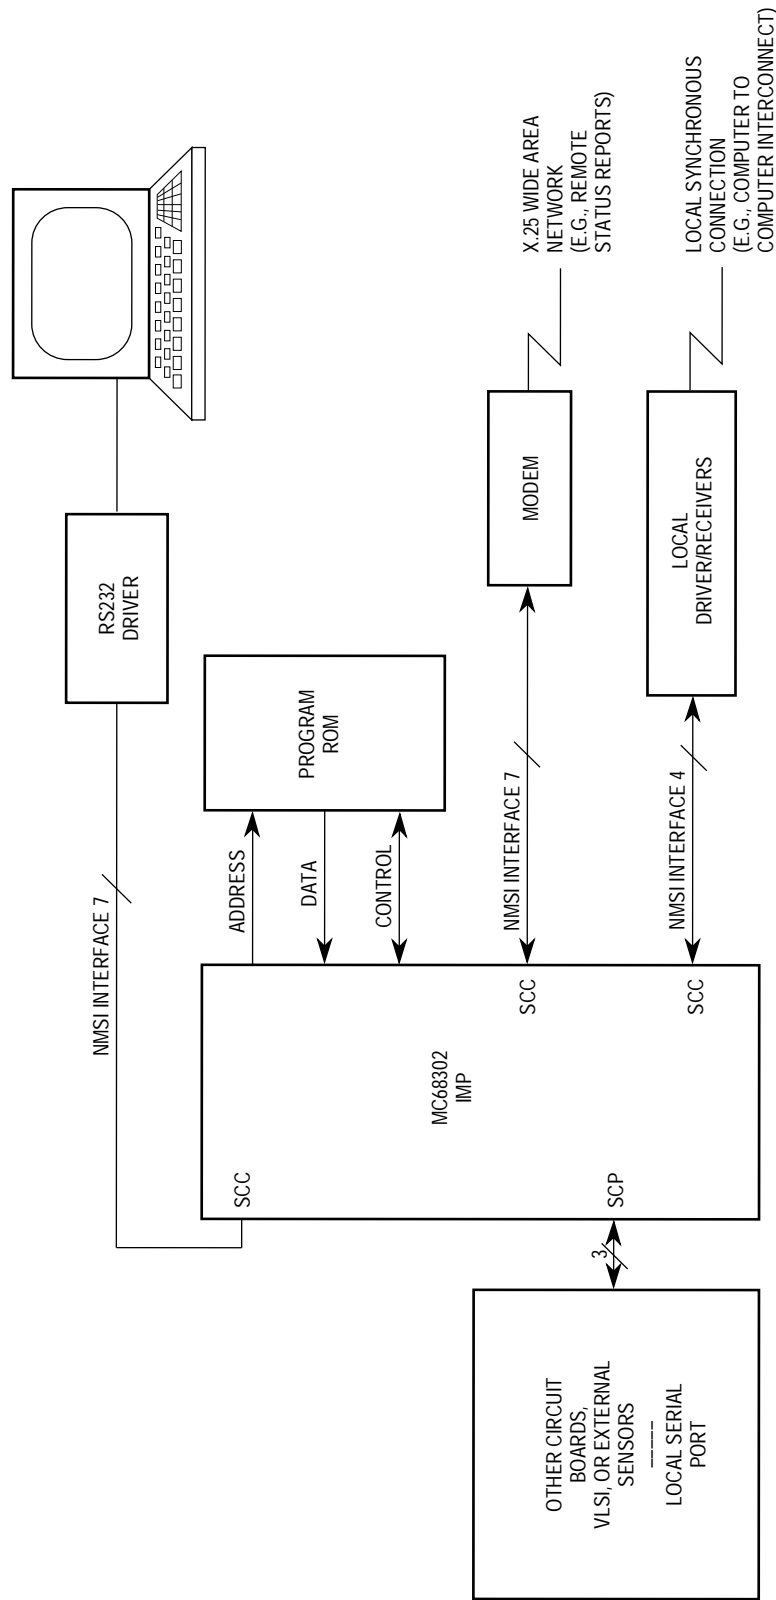 NMSI INTERFACE 7
RS232
DRIVER
SCC
MC68302
IMP
SCP
SCC
SCC
ADDRESS
DATA
CONTROL
PROGRAM
ROM
NMSI INTERFACE 7
MODEM
X.25 WIDE AREA
NETWORK
(E.G., REMOTE
STATUS REPORTS)
NMSI INTERFACE 4
LOCAL
DRIVER/RECEIVERS
LOCAL SYNCHRONOUS
CONNECTION
(E.G., COMPUTER TO
COMPUTER INTERCONNECT)
3
OTHER CIRCUIT
BOARDS,
VLSI, OR EXTERNAL
SENSORS
-----
LOCAL SERIAL
PORT